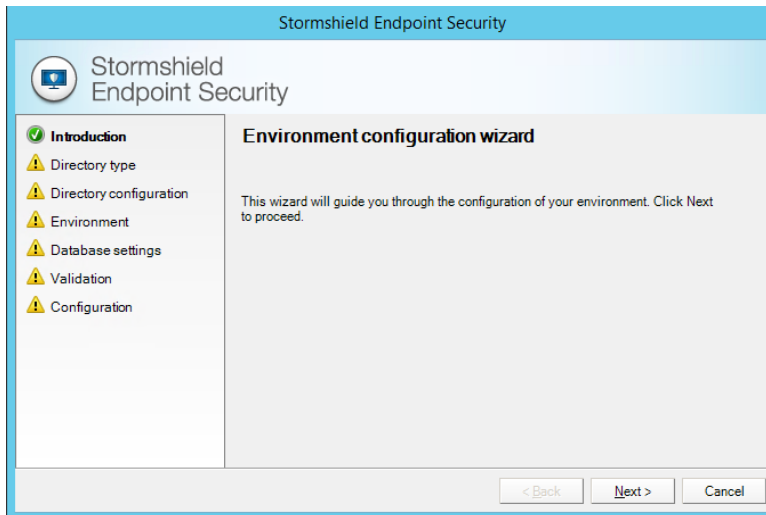 Stormshield Endpoint Security
Stormshield
Endpoint Security
Introduction
Directory type
Directory configuration
Environment
Database settings
Validation
Configuration
Environment configuration wizard
This wizard will guide you through the configuration of your environment. Click Next
to proceed.
< Back
Next >
Cancel